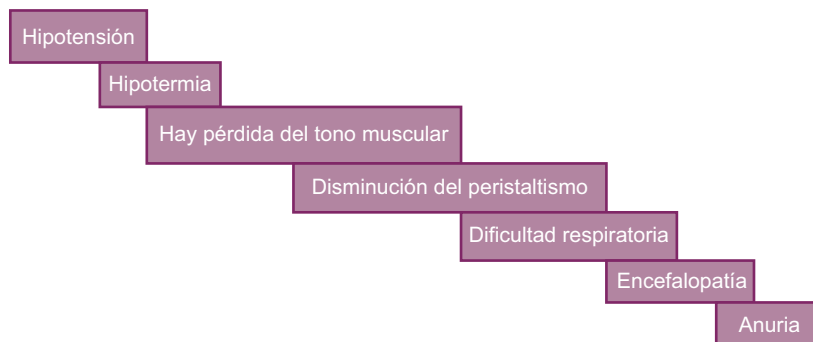 Hipotensión
Hipotermia
Hay pérdida del tono muscular
Disminución del peristaltismo
Dificultad respiratoria
Encefalopatía
Anuria